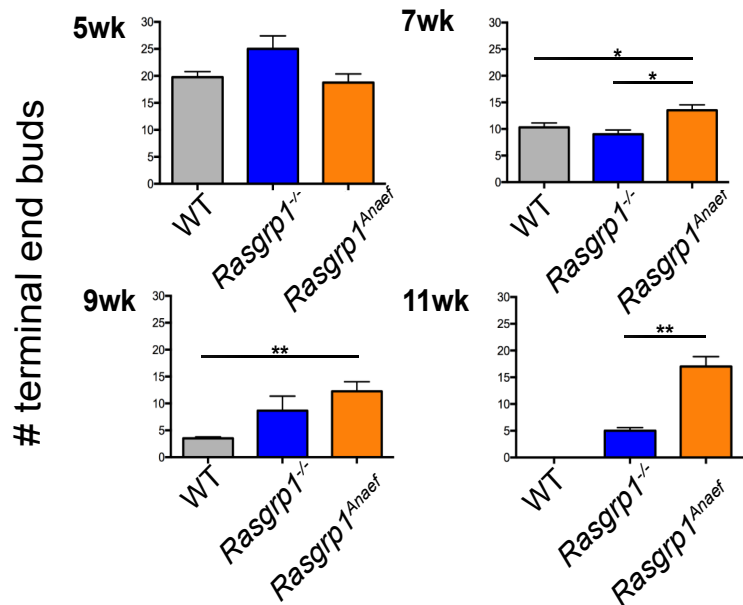 # terminal end buds
5wk
30
25
20
15
10
5
0
WT
Rasgrp1-/-
Rasgrp1Anaef
7wk
30
25
20
15
10
5
0
*
*
WT
Rasgrp1-/-
Rasgrp1Anaef
9wk
30
25
20
15
10
5
0
**
WT
Rasgrp1-/-
Rasgrp1Anaef
11wk
30
25
20
15
10
5
0
**
WT
Rasgrp1-/-
Rasgrp1Anaef